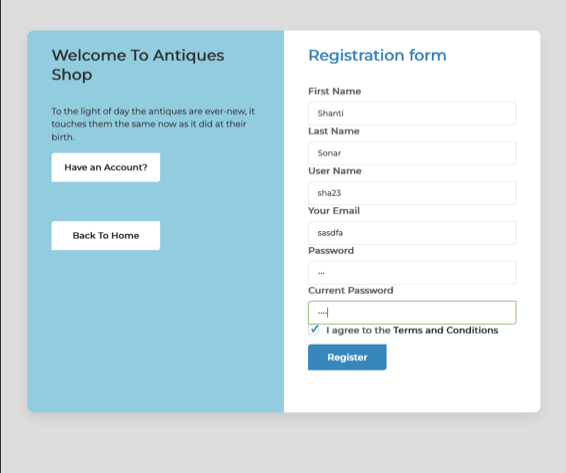 Welcome To Antiques
Shop
To the light of day the antiques are ever-new, it
touches them the same now as it did at their
birth.
Have an Account?
Back To Home
Registration form
First Name
Shanti
Last Name
Sonar
User Name
sha23
Your Email
sasdfa
Password
Current Password
I agree to the Terms and Conditions
Register